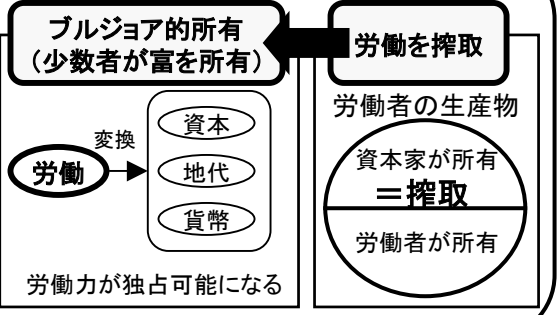 ブルジョア的所有
（少数者が富を所有）
労働を搾取
労働
変換
資本
地代
貨幣
労働力が独占可能になる
労働者の生産物
資本家が所有
＝搾取
労働者が所有